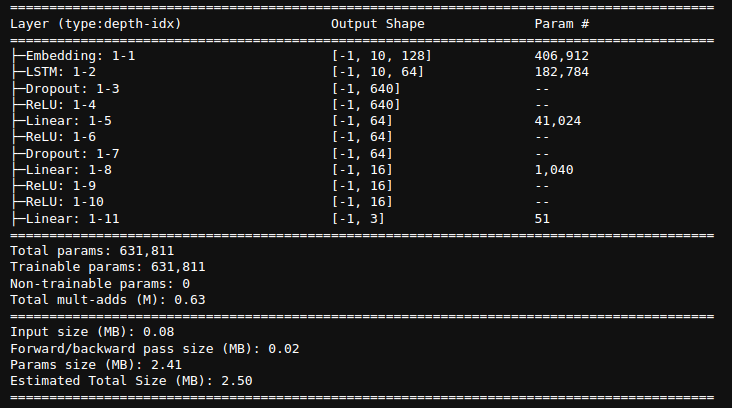 ==========================================================================================
Layer (type:depth-idx)                   Output Shape              Param #
==========================================================================================
├─Embedding: 1-1                         [-1, 10, 128]             406,912
├─LSTM: 1-2                              [-1, 10, 64]              182,784
├─Dropout: 1-3                           [-1, 640]                 --
├─ReLU: 1-4                              [-1, 640]                 --
├─Linear: 1-5                            [-1, 64]                  41,024
├─ReLU: 1-6                              [-1, 64]                  --
├─Dropout: 1-7                           [-1, 64]                  --
├─Linear: 1-8                            [-1, 16]                  1,040
├─ReLU: 1-9                              [-1, 16]                  --
├─ReLU: 1-10                             [-1, 16]                  --
├─Linear: 1-11                           [-1, 3]                   51
==========================================================================================
Total params: 631,811
Trainable params: 631,811
Non-trainable params: 0
Total mult-adds (M): 0.63
==========================================================================================
Input size (MB): 0.08
Forward/backward pass size (MB): 0.02
Params size (MB): 2.41
Estimated Total Size (MB): 2.50
==========================================================================================